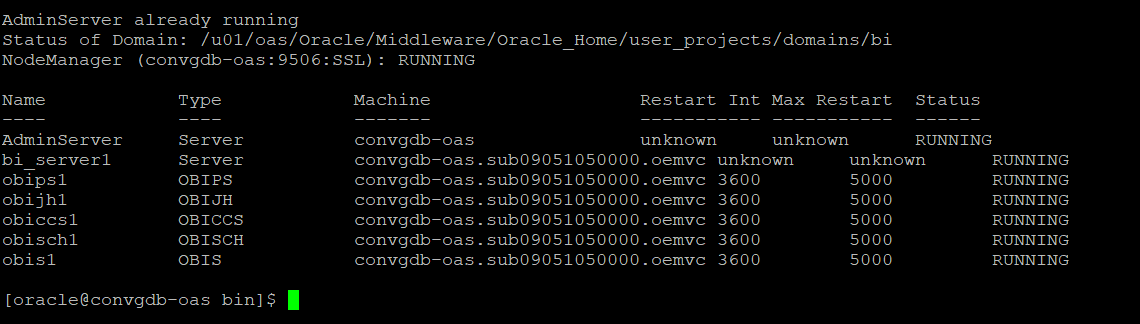 AdminServer already running
Status of Domain: /u01/oas/Oracle/Middleware/Oracle_Home/user_projects/domains/bi
NodeManager (convgdb-oas:9506:SSL): RUNNING
Name Type Machine Restart Int Max Restart Status
---- ---- ------- ----------- ----------- ------
AdminServer Server convgdb-oas unknown unknown RUNNING
bi_server1 Server convgdb-oas.sub09051050000.oemvc unknown unknown RUNNING
obips1 OBIPS convgdb-oas.sub09051050000.oemvc 3600 5000 RUNNING
obijh1 OBIJH convgdb-oas.sub09051050000.oemvc 3600 5000 RUNNING
obiccs1 OBICCS convgdb-oas.sub09051050000.oemvc 3600 5000 RUNNING
obisch1 OBISCH convgdb-oas.sub09051050000.oemvc 3600 5000 RUNNING
obis1 OBIS convgdb-oas.sub09051050000.oemvc 3600 5000 RUNNING
[oracle@convgdb-oas bin]$